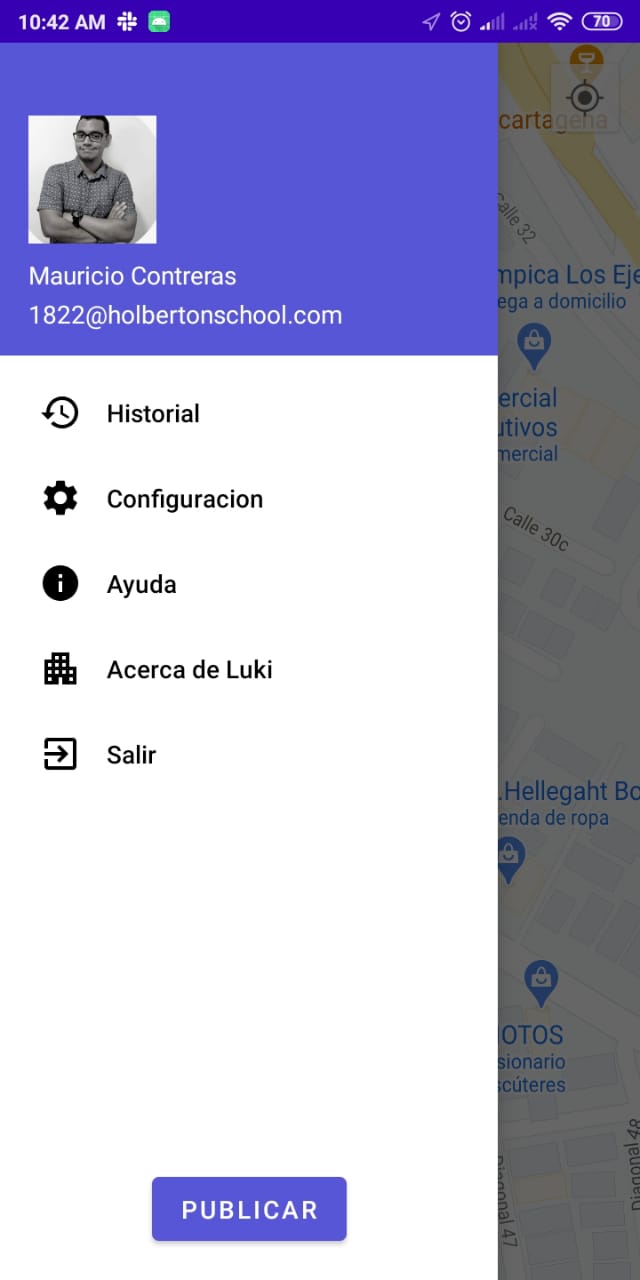 10:42 AM
70
Mauricio Contreras
1822@holbertonschool.com
Historial
Configuracion
Ayuda
Acerca de Luki
Salir
PUBLICAR
cartagena
Calle 32
mpica Los Eje
ega a domicilio
ercial
utivos
mercial
Calle 30c
.Hellegaht Bo
enda de ropa
IOTOS
sionario
scúteres
Diagonal 48
Diagonal 47